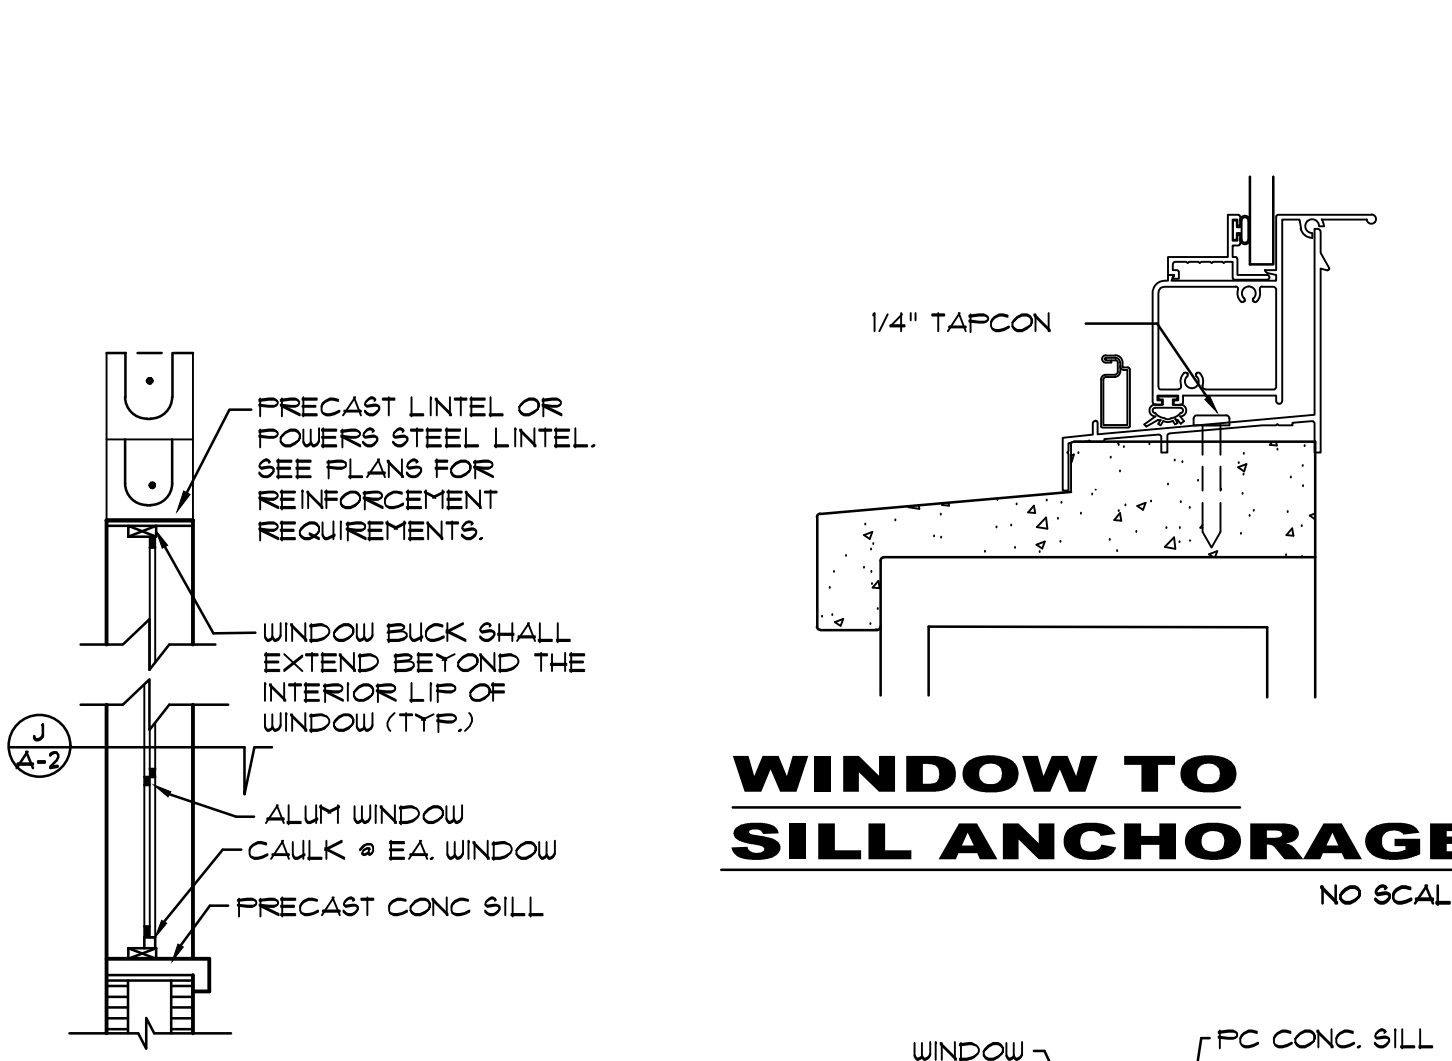 PRECAST LINTEL OR
POWERS STEEL LINTEL.
SEE PLANS FOR
REINFORCEMENT
REQUIREMENTS.
WINDOW BUCK SHALL
EXTEND BEYOND THE
INTERIOR LIP OF
WINDOW (TYP.)
J
A-2
ALUM WINDOW
CAULK @ EA. WINDOW
PRECAST CONC SILL
1/4" TAPCON
WINDOW TO
SILL ANCHORAGE
NO SCAL
WINDOW
PC CONC. SILL